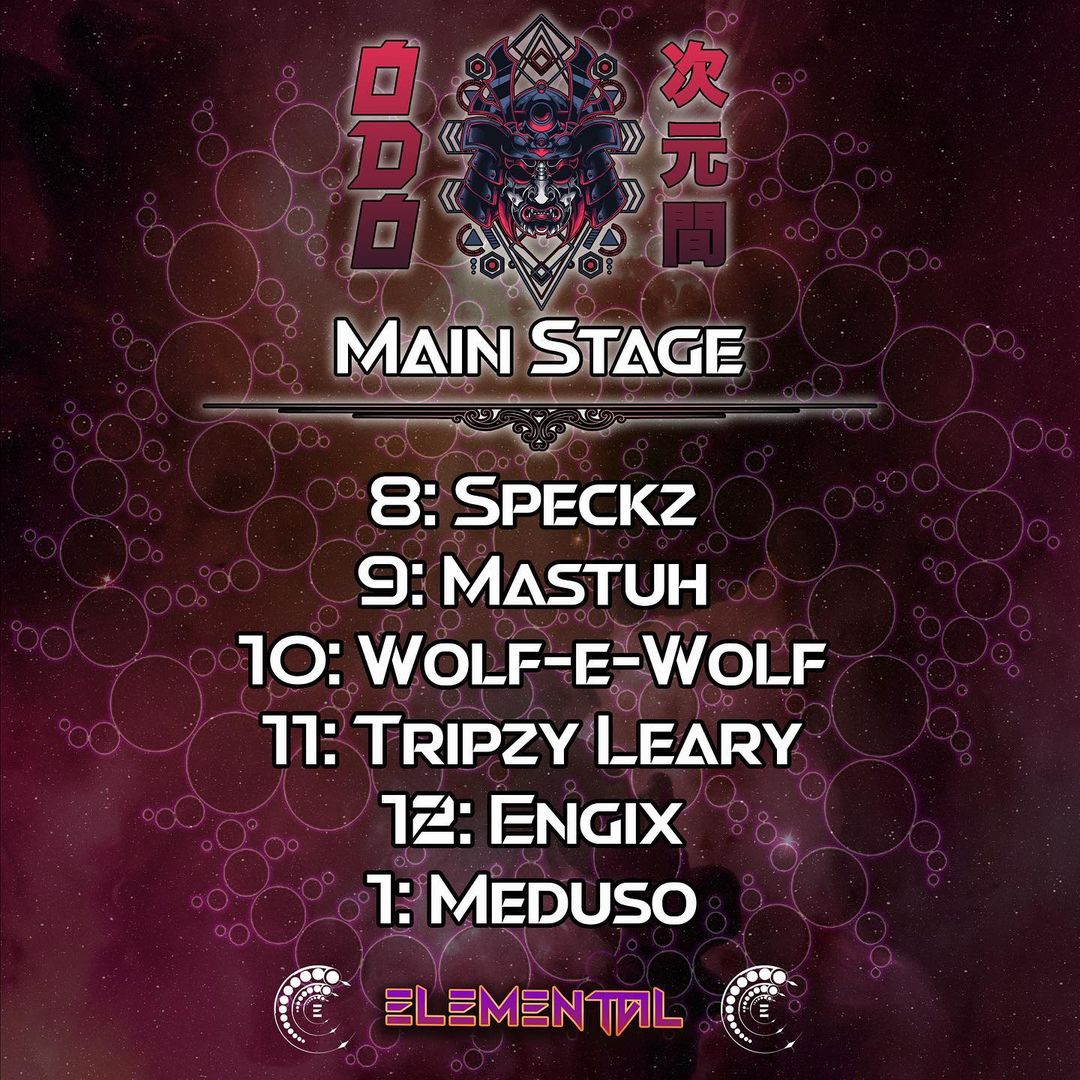 ODO
次元間
MAIN STAGE
8: SPECKZ
9: MASTUH
10: WOLF-E-WOLF
11: TRIPZY LEARY
12: ENGIX
1: MEDUSO
E
ELEMENTAL
E